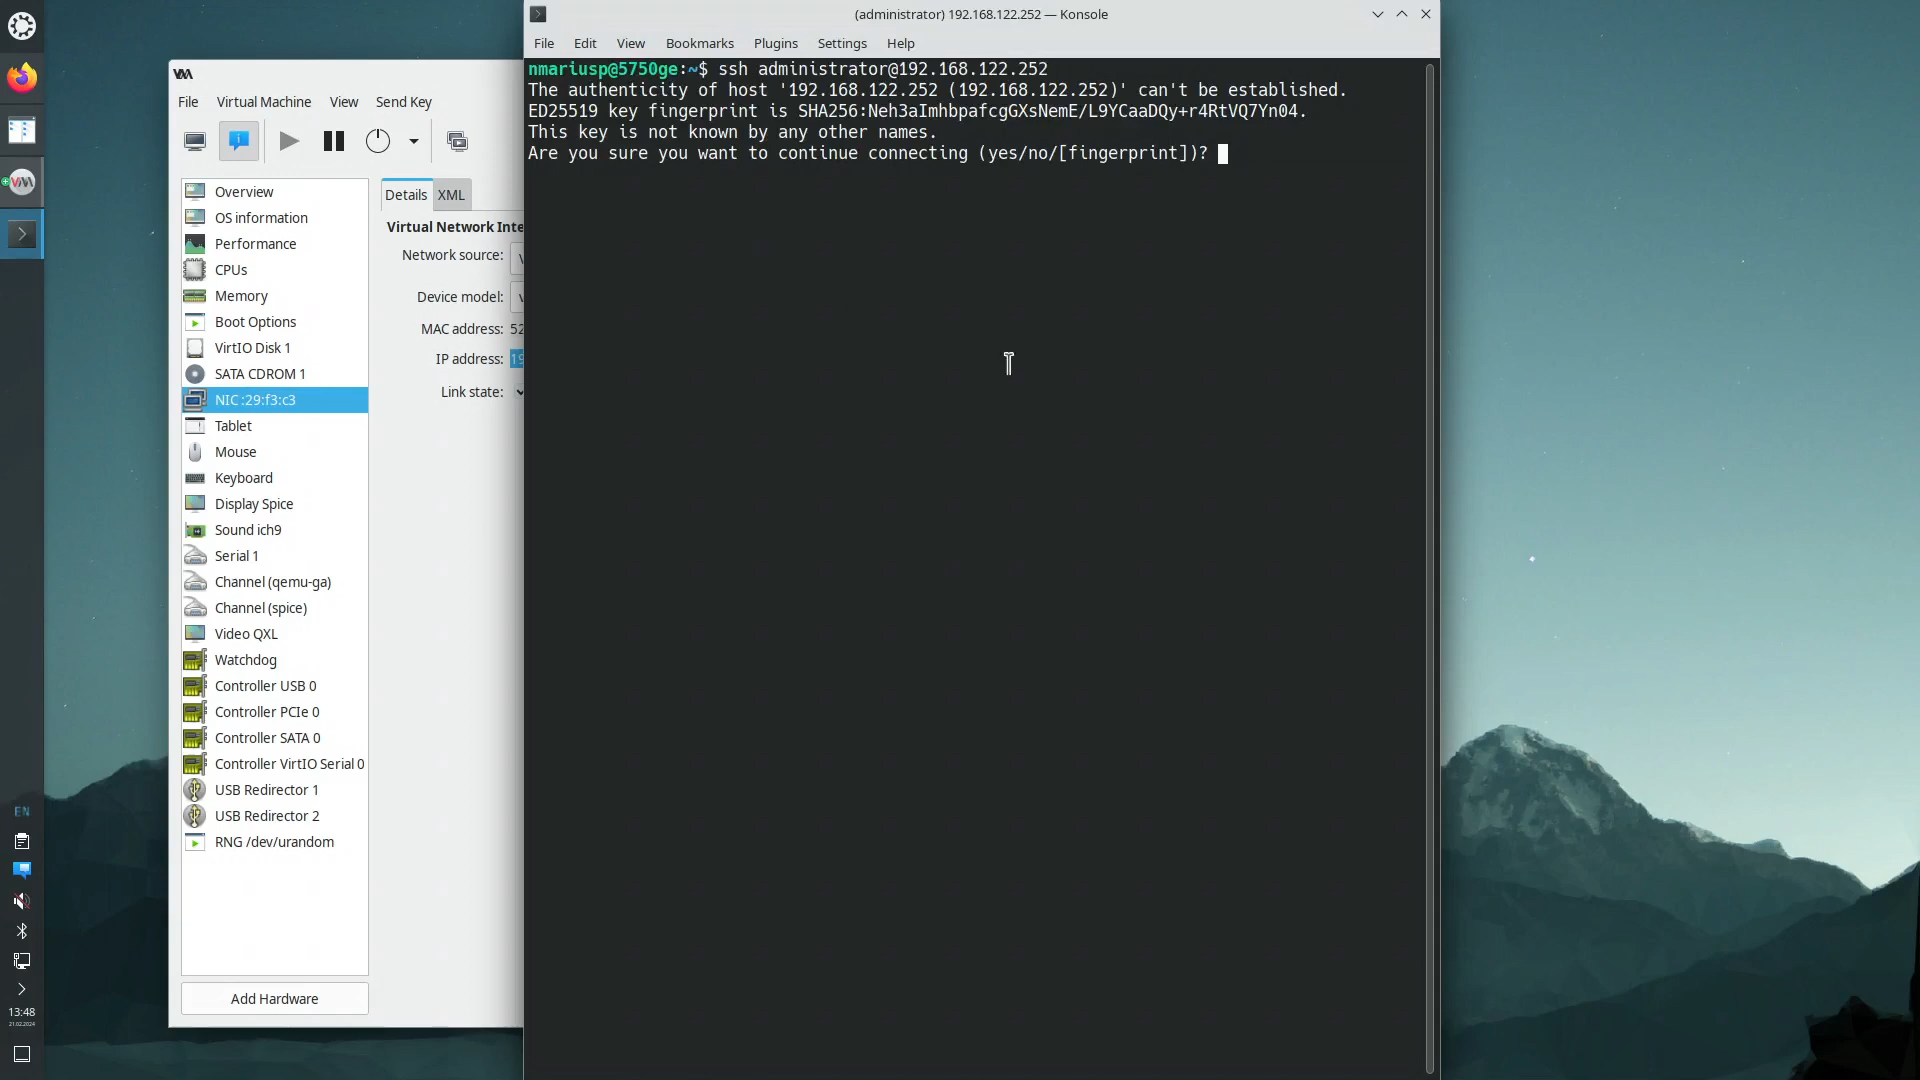 (administrator) 192.168.122.252 — Konsole
File Edit View Bookmarks Plugins Settings Help
nmariusp@5750ge:~$ ssh administrator@192.168.122.252
The authenticity of host '192.168.122.252 (192.168.122.252)' can't be established.
ED25519 key fingerprint is SHA256:Neh3aImhbpafcgGXsNemE/L9YCaaDQy+r4RtVQ7Yn04.
This key is not known by any other names.
Are you sure you want to continue connecting (yes/no/[fingerprint])?
File Virtual Machine View Send Key
Overview
OS information
Performance
CPUs
Memory
Boot Options
VirtIO Disk 1
SATA CDROM 1
NIC :29:f3:c3
Tablet
Mouse
Keyboard
Display Spice
Sound ich9
Serial 1
Channel (qemu-ga)
Channel (spice)
Video QXL
Watchdog
Controller USB 0
Controller PCIe 0
Controller SATA 0
Controller VirtIO Serial 0
USB Redirector 1
USB Redirector 2
RNG /dev/urandom
Add Hardware
Details XML
Virtual Network Inte
Network source:
Device model:
MAC address: 52
IP address: 19
Link state:
EN
13:48
21.02.2024